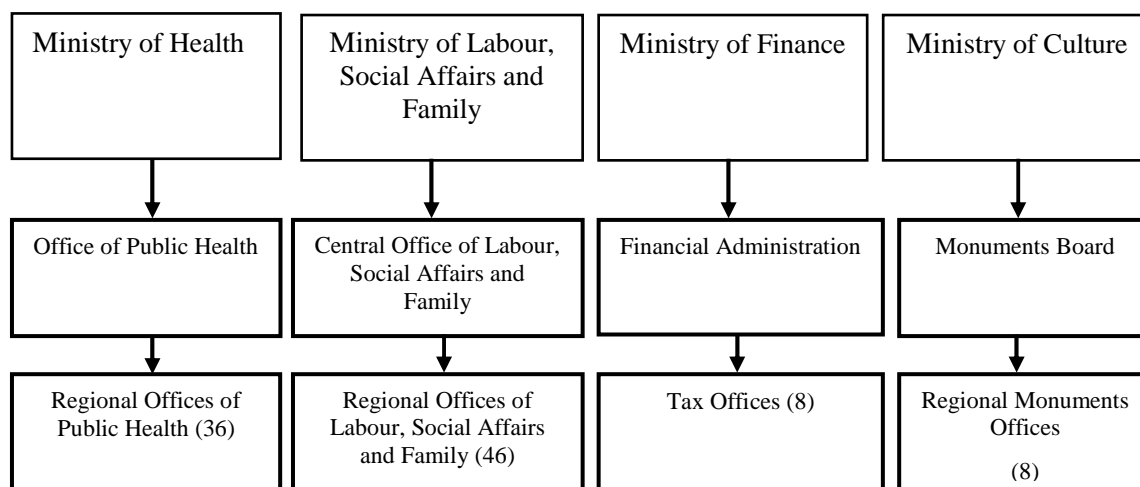 Ministry of Health
Ministry of Labour,
Social Affairs and
Family
Ministry of Finance
Ministry of Culture
Office of Public Health
Central Office of Labour,
Social Affairs and
Family
Financial Administration
Monuments Board
Regional Offices of
Public Health (36)
Regional Offices of
Labour, Social Affairs
and Family (46)
Tax Offices (8)
Regional Monuments
Offices
(8)